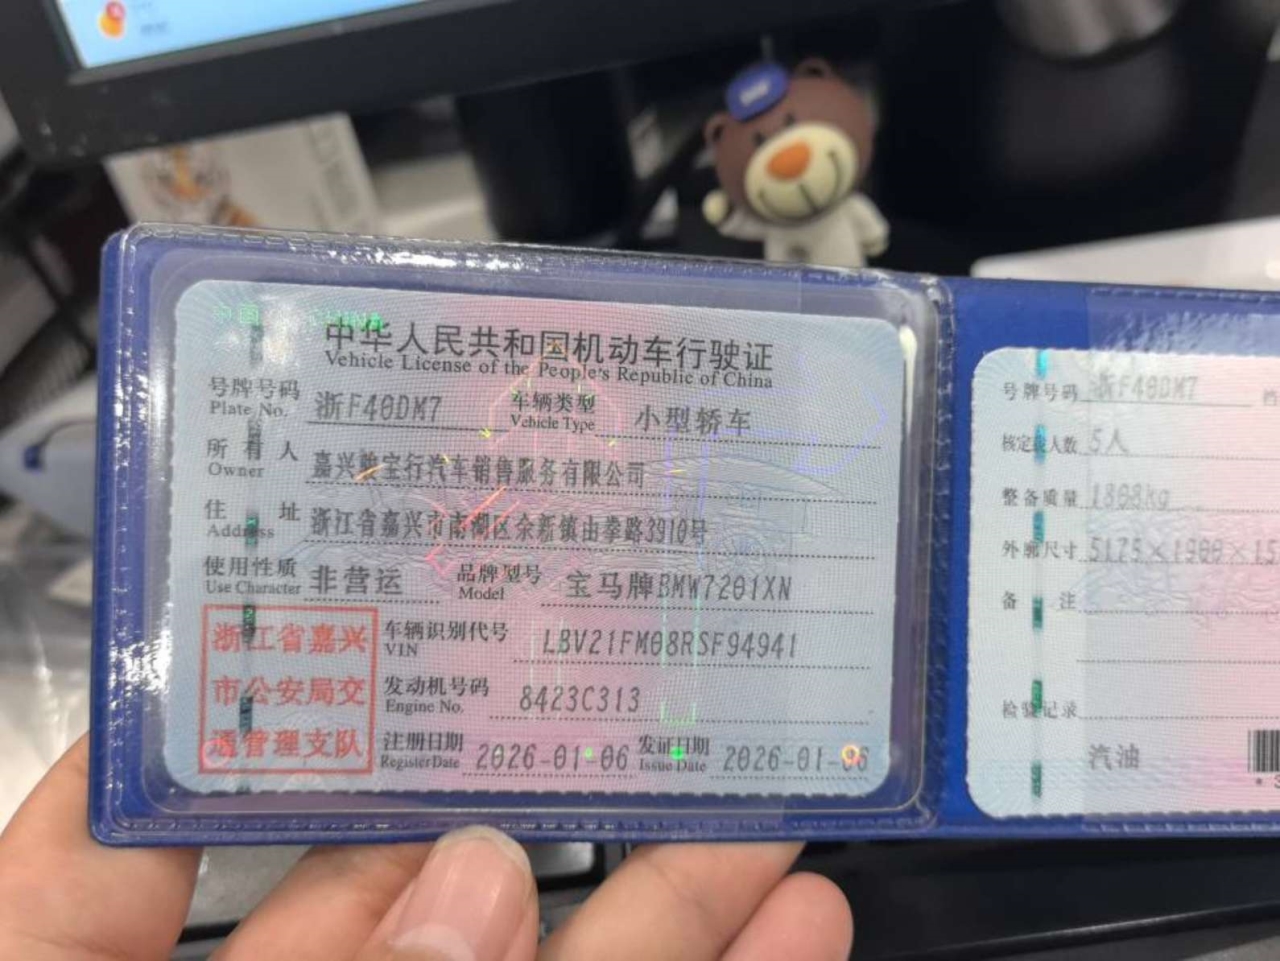 中华人民共和国机动车行驶证
Vehicle License of the People's Republic of China
号牌号码 浙F40DM7 车辆类型 小型轿车
Plate No. Vehicle Type
所有人 嘉兴骏宝行汽车销售服务有限公司
Owner
住址 浙江省嘉兴市南湖区余新镇由拳路3910号
Address
使用性质 非营运 品牌型号 宝马牌BMW7201XN
Use Character Model
浙江省嘉兴
市公安局交
通管理支队
车辆识别代号 LBV21FM08RSF94941
VIN
发动机号码 8423C313
Engine No.
注册日期 2026-01-06 发证日期 2026-01-06
Register Date Issue Date
号牌号码 浙F40DM7
核定载人数 5人
整备质量 1808kg
外廓尺寸 5175×1900×15
备注
检验记录
汽油